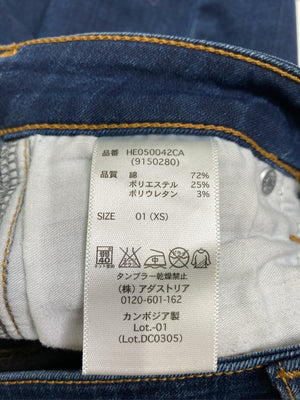 品番 HE050042CA
(9150280)
品質 綿 72%
ポリエステル 25%
ポリウレタン 3%
SIZE 01 (XS)
40
タンブラー乾燥禁止
(株) アダストリア
0120-601-162
カンボジア製
Lot.-01
(Lot.DC0305)